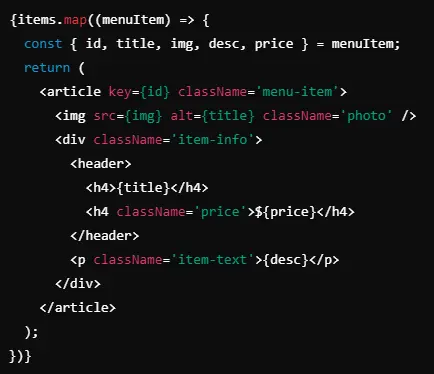 {items.map((menuItem) => {
  const { id, title, img, desc, price } = menuItem;
  return (
    <article key={id} className='menu-item'>
      <img src={img} alt={title} className='photo' />
      <div className='item-info'>
        <header>
          <h4>{title}</h4>
          <h4 className='price'>${price}</h4>
        </header>
        <p className='item-text'>{desc}</p>
      </div>
    </article>
  );
})}